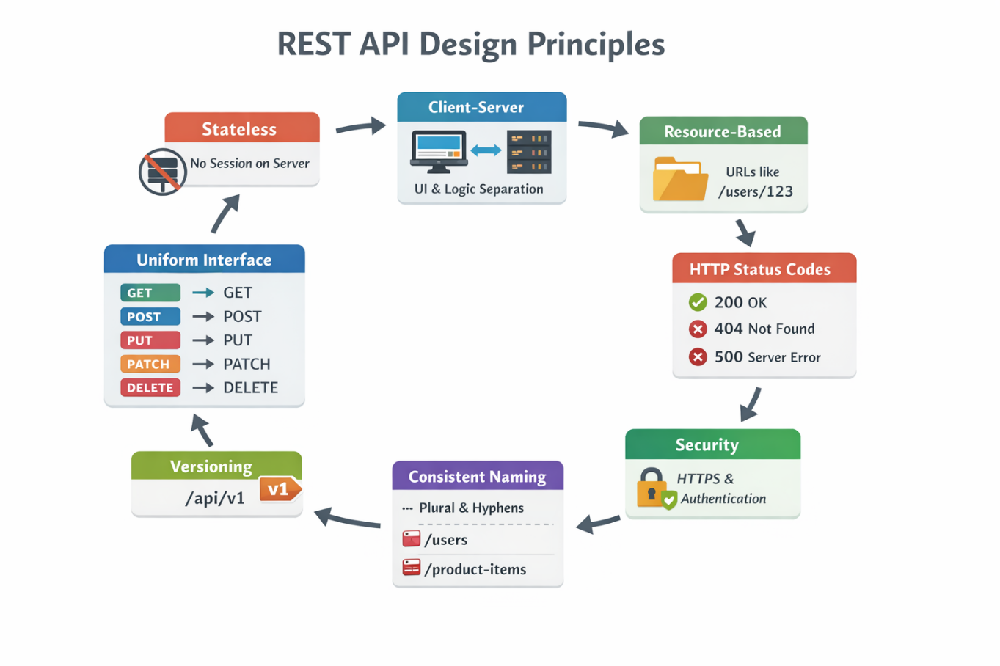 REST API Design Principles
Stateless
No Session on Server
Client-Server
UI & Logic Separation
Resource-Based
URLs like
/users/123
HTTP Status Codes
200 OK
404 Not Found
500 Server Error
Security
HTTPS &
Authentication
Consistent Naming
--- Plural & Hyphens
/users
/product-items
Versioning
/api/v1
v1
Uniform Interface
GET → GET
POST → POST
PUT → PUT
PATCH → PATCH
DELETE → DELETE